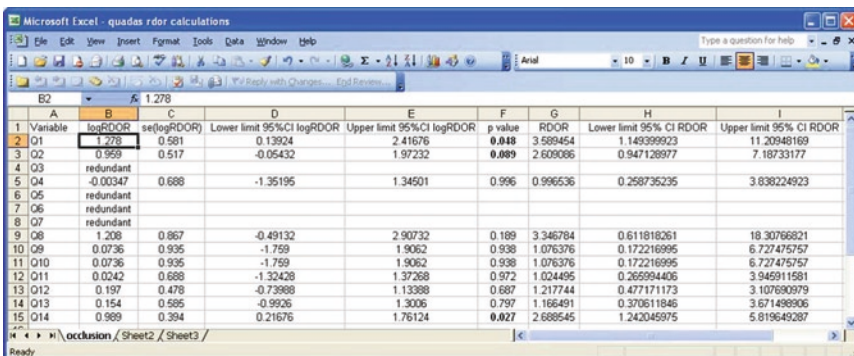 Microsoft Excel - quadas rdor calculations
File Edit View Insert Format Tools Data Window Help Type a question for help
Reply with Changes... End Review...
Arial 10 B I U
B2 fx 1.278
A B C D E F G H I
1 Variable logRDOR se(logRDOR) Lower limit 95%CI logRDOR Upper limit 95%CI logRDOR p value RDOR Lower limit 95% CI RDOR Upper limit 95% CI RDOR
2 Q1 1.278 0.581 0.13924 2.41676 0.048 3.589454 1.149399923 11.20948169
3 Q2 0.959 0.517 -0.05432 1.97232 0.089 2.609086 0.947128977 7.18733177
4 Q3 redundant
5 Q4 -0.00347 0.688 -1.35195 1.34501 0.996 0.996536 0.258735235 3.838224923
6 Q5 redundant
7 Q6 redundant
8 Q7 redundant
9 Q8 1.208 0.867 -0.49132 2.90732 0.189 3.346784 0.611818261 18.30766821
10 Q9 0.0736 0.935 -1.759 1.9062 0.938 1.076376 0.172216995 6.727475757
11 Q10 0.0736 0.935 -1.759 1.9062 0.938 1.076376 0.172216995 6.727475757
12 Q11 0.0242 0.688 -1.32428 1.37268 0.972 1.024495 0.265994406 3.945911581
13 Q12 0.197 0.478 -0.73988 1.13388 0.687 1.217744 0.477171173 3.107690979
14 Q13 0.154 0.585 -0.9926 1.3006 0.797 1.166491 0.370611846 3.671498906
15 Q14 0.989 0.394 0.21676 1.76124 0.027 2.688545 1.242045975 5.819649287
occlusion Sheet2 Sheet3
Ready